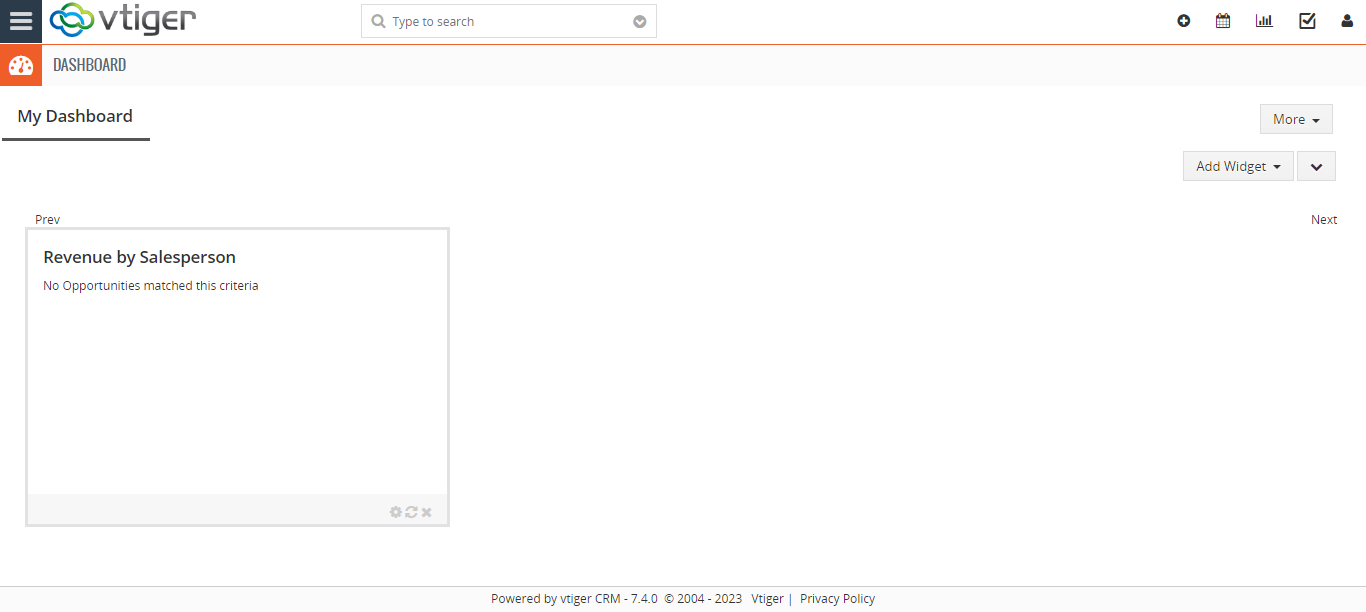 vtiger
Type to search
DASHBOARD
My Dashboard
More
Add Widget
Prev
Next
Revenue by Salesperson
No Opportunities matched this criteria
Powered by vtiger CRM - 7.4.0 © 2004 - 2023 Vtiger | Privacy Policy